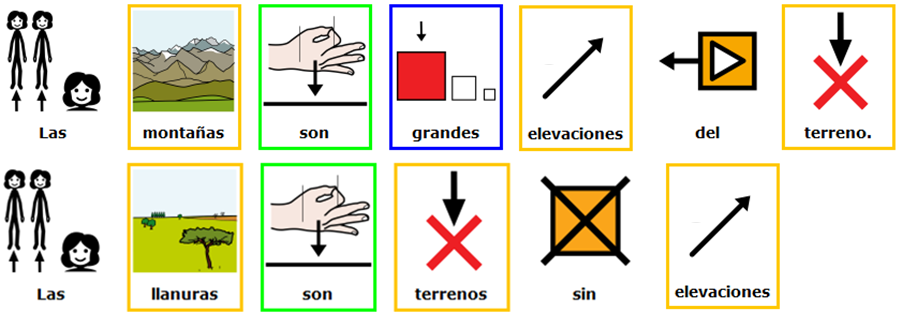 Las montañas son grandes elevaciones del terreno.
Las llanuras son terrenos sin elevaciones